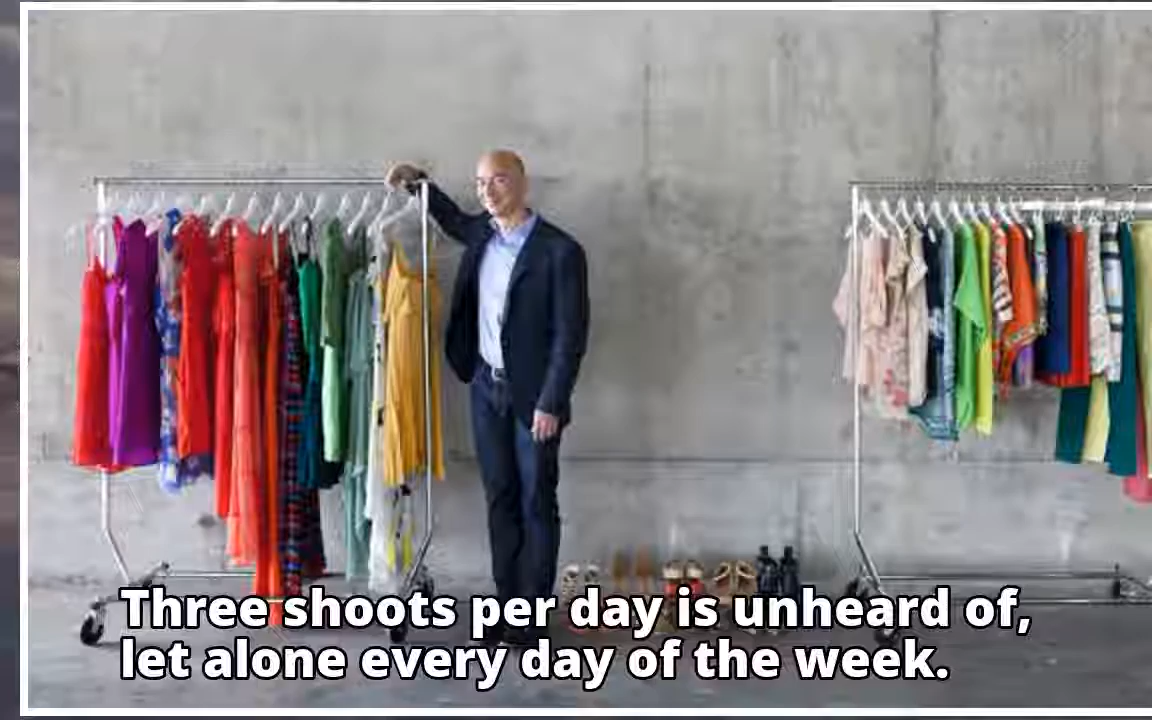 Three shoots per day is unheard of,
let alone every day of the week.